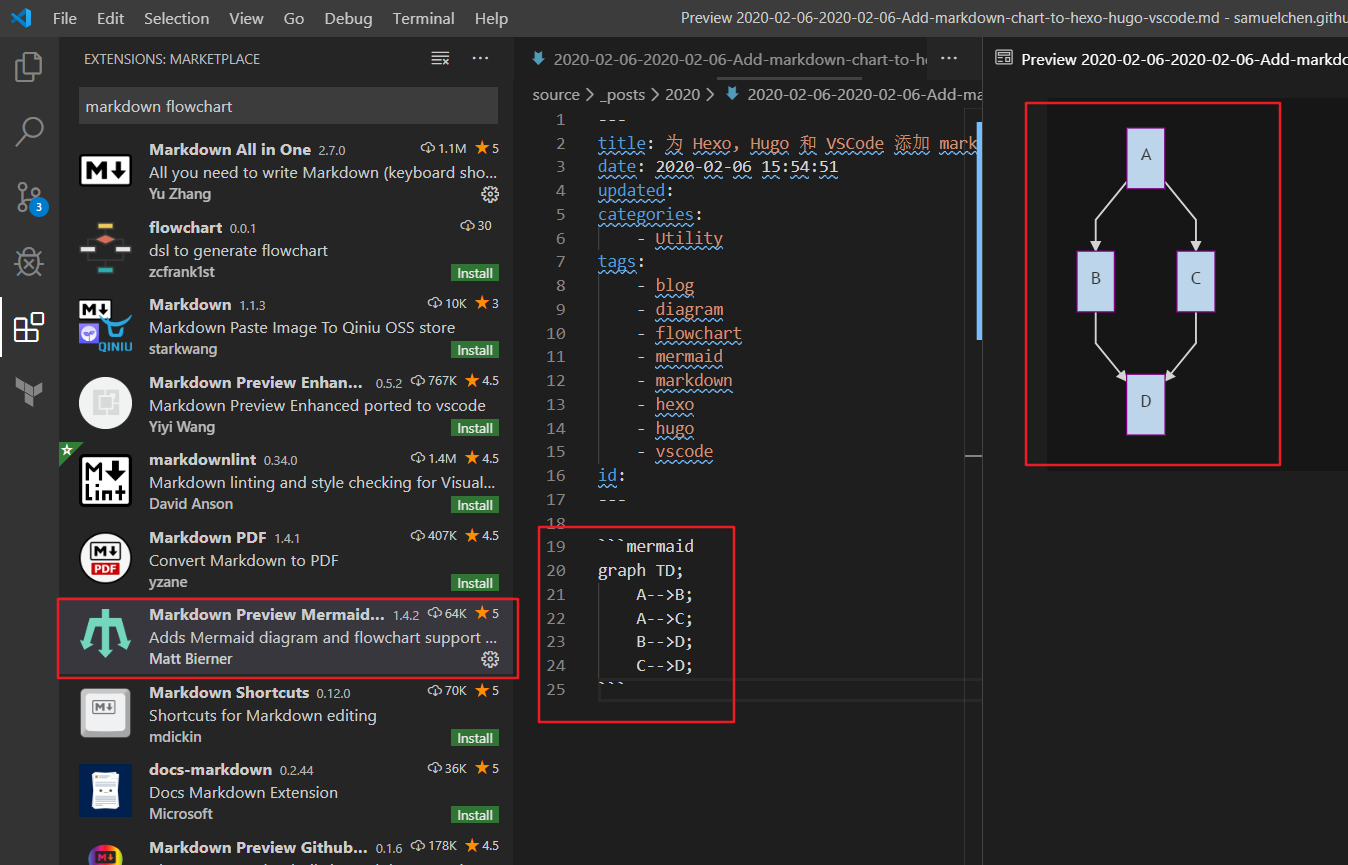 File Edit Selection View Go Debug Terminal Help
Preview 2020-02-06-2020-02-06-Add-markdown-chart-to-hexo-hugo-vscode.md - samuelchen.githu
EXTENSIONS: MARKETPLACE
markdown flowchart
3
Markdown All in One 2.7.0 1.1M 5
All you need to write Markdown (keyboard sho...
Yu Zhang
flowchart 0.0.1 30
dsl to generate flowchart
zcfrank1st Install
Markdown 1.1.3 10K 3
Markdown Paste Image To Qiniu OSS store
starkwang Install
QINIU
Markdown Preview Enhan... 0.5.2 767K 4.5
Markdown Preview Enhanced ported to vscode
Yiyi Wang Install
markdownlint 0.34.0 1.4M 4.5
Markdown linting and style checking for Visual...
David Anson Install
M
lint
Markdown PDF 1.4.1 407K 4.5
Convert Markdown to PDF
yzane Install
M
PDF
Markdown Preview Mermaid... 1.4.2 64K 5
Adds Mermaid diagram and flowchart support ...
Matt Bierner
Markdown Shortcuts 0.12.0 70K 5
Shortcuts for Markdown editing
mdickin Install
docs-markdown 0.2.44 36K 5
Docs Markdown Extension
Microsoft Install
Markdown Preview Github... 0.1.6 178K 4.5
2020-02-06-2020-02-06-Add-markdown-chart-to-he ...
source > _posts > 2020 > 2020-02-06-2020-02-06-Add-ma
1 ---
2 title: 为 Hexo, Hugo 和 VSCode 添加 mark
3 date: 2020-02-06 15:54:51
4 updated:
5 categories:
6 - Utility
7 tags:
8 - blog
9 - diagram
10 - flowchart
11 - mermaid
12 - markdown
13 - hexo
14 - hugo
15 - vscode
16 id:
17 ---
18
19 ```mermaid
20 graph TD;
21 A-->B;
22 A-->C;
23 B-->D;
24 C-->D;
25 ```
Preview 2020-02-06-2020-02-06-Add-markdo
A
B C
D